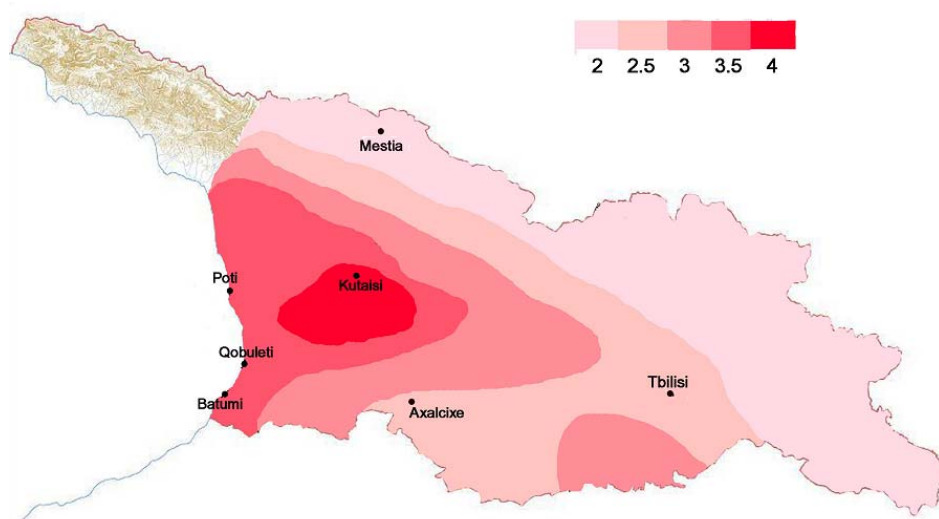 2 2.5 3 3.5 4
Mestia
Kutaisi
Poti
Qobuleti
Tbilisi
Batumi
Axalcixe